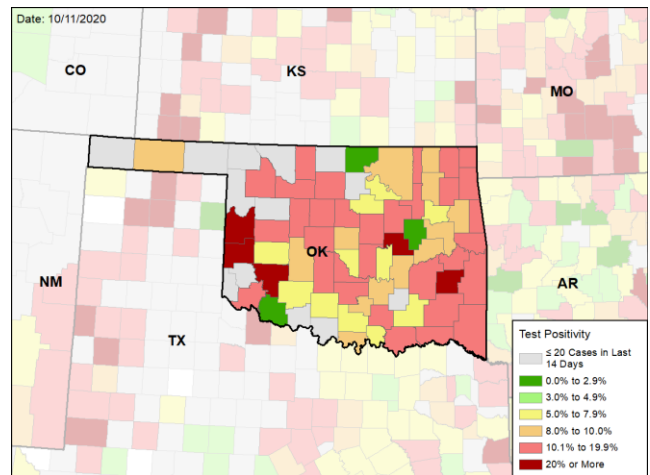 Date: 10/11/2020
CO
KS
MO
OK
NM
AR
TX
Test Positivity
≤ 20 Cases in Last
14 Days
0.0% to 2.9%
3.0% to 4.9%
5.0% to 7.9%
8.0% to 10.0%
10.1% to 19.9%
20% or More